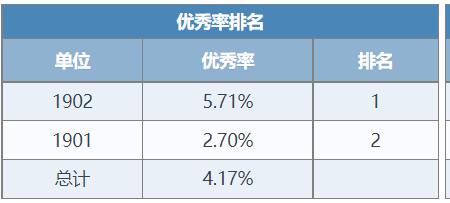 优秀率排名
单位 优秀率 排名
1902 5.71% 1
1901 2.70% 2
总计 4.17%